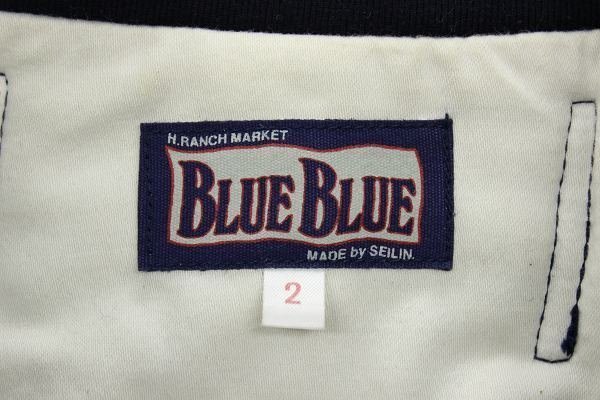 H.RANCH MARKET
BLUE BLUE
MADE by SEILIN.
2